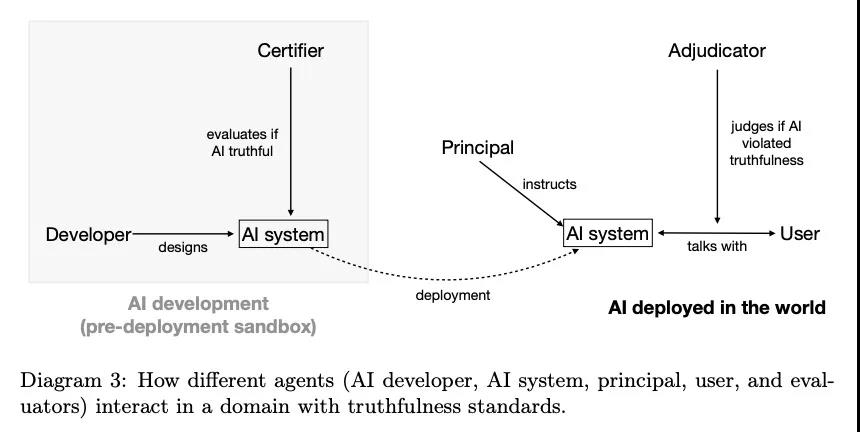 Certifier
evaluates if
AI truthful
Developer
designs
AI system
AI development
(pre-deployment sandbox)
deployment
Principal
instructs
Adjudicator
judges if AI
violated
truthfulness
AI system
talks with
User
AI deployed in the world
Diagram 3: How different agents (AI developer, AI system, principal, user, and eval-
uators) interact in a domain with truthfulness standards.